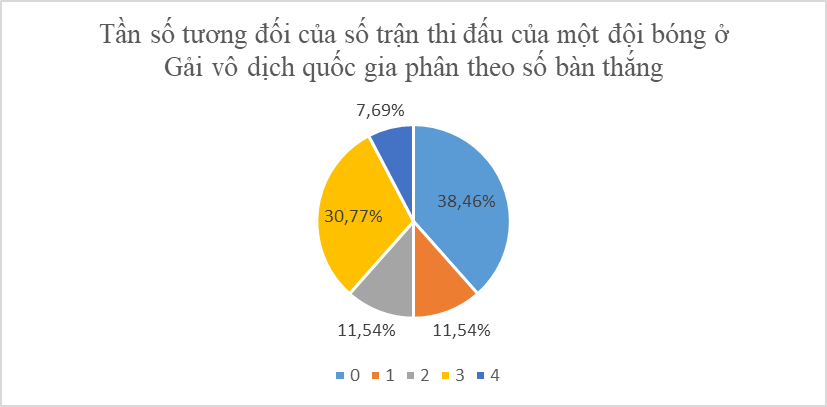 Tần số tương đối của số trận thi đấu của một đội bóng ở
Gải vô dịch quốc gia phân theo số bàn thắng
7,69%
38,46%
30,77%
11,54%
11,54%
0 1 2 3 4